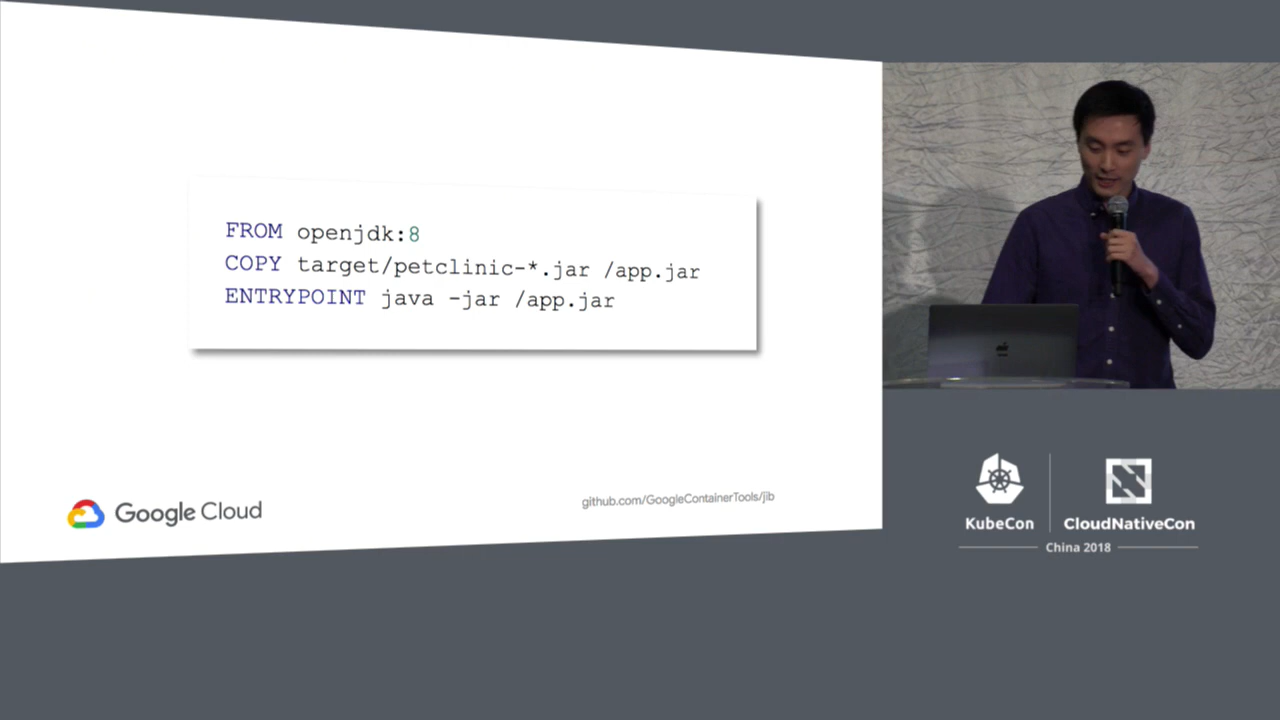 FROM openjdk:8
COPY target/petclinic-*.jar /app.jar
ENTRYPOINT java -jar /app.jar
Google Cloud
github.com/GoogleContainerTools/jib
KubeCon
CloudNativeCon
China 2018